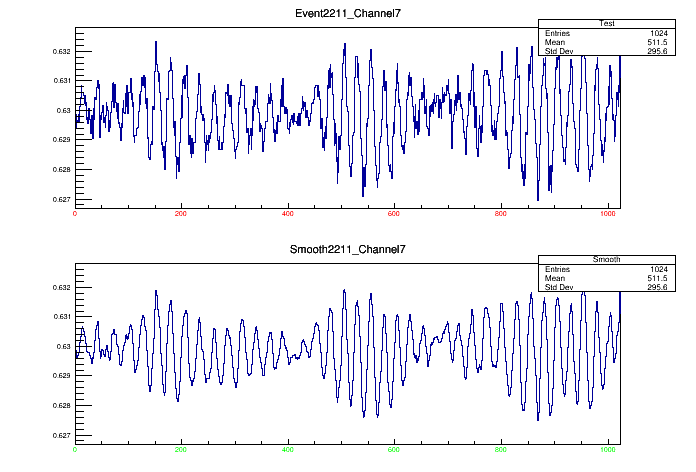 Event2211_Channel7
Test
Entries 1024
Mean 511.5
Std Dev 295.6
0.632
0.631
0.63
0.629
0.628
0.627
0 200 400 600 800 1000
Smooth2211_Channel7
Smooth
Entries 1024
Mean 511.5
Std Dev 295.6
0.632
0.631
0.63
0.629
0.628
0.627
0 200 400 600 800 1000